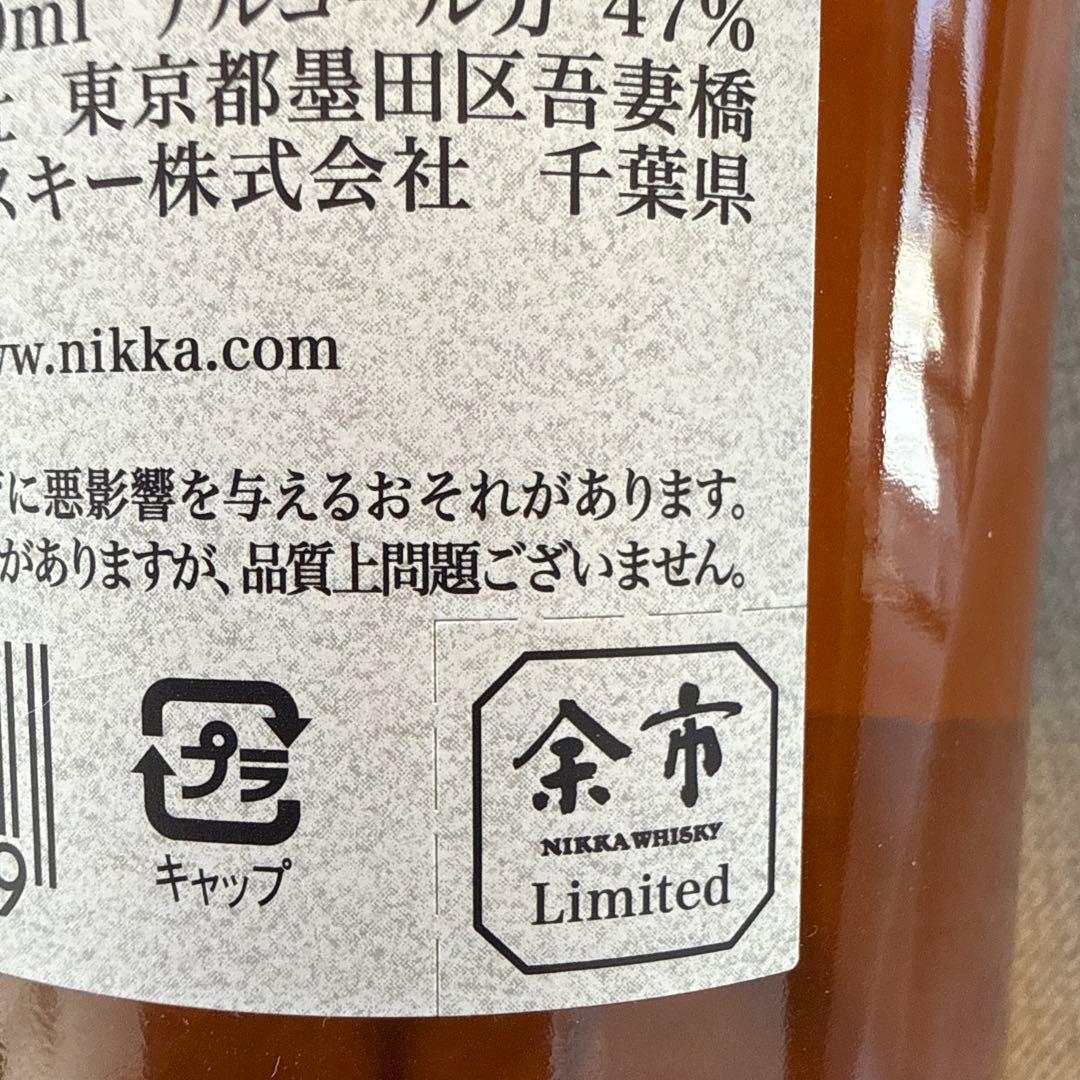 0ml アルコール分 47%
社 東京都墨田区吾妻橋
スキー株式会社 千葉県
www.nikka.com
に悪影響を与えるおそれがあります。
がありますが、品質上問題ございません。
プラ
キャップ
9
余市
NIKKA WHISKY
Limited